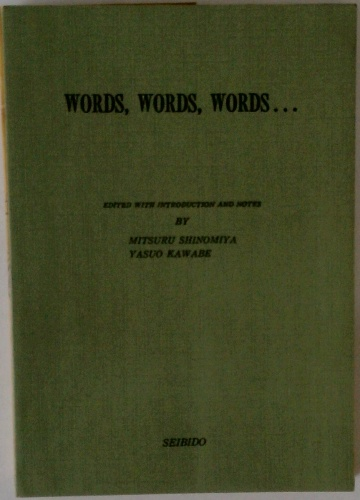 WORDS, WORDS, WORDS...
EDITED WITH INTRODUCTION AND NOTES
BY
MITSURU SHINOMIYA
YASUO KAWABE
SEIBIDO